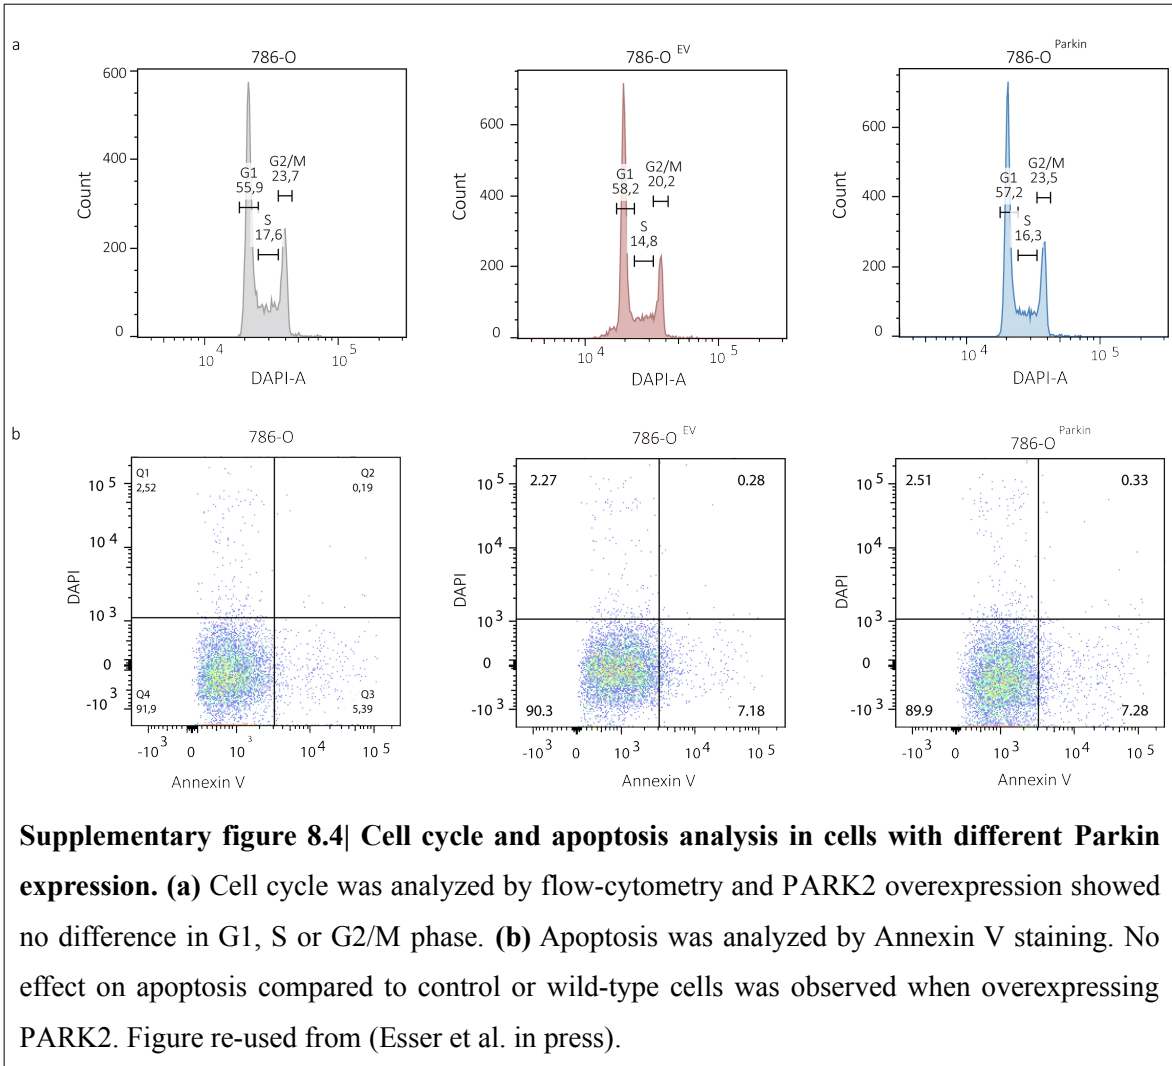 a
786-O
786-O EV
786-O Parkin
600
400
200
0
Count
G1
55,9
S
17,6
G2/M
23,7
10 4
10 5
DAPI-A
600
400
200
0
Count
G1
58,2
S
14,8
G2/M
20,2
10 4
10 5
DAPI-A
600
400
200
0
Count
G1
57,2
S
16,3
G2/M
23,5
10 4
10 5
DAPI-A
b
786-O
786-O EV
786-O Parkin
Q1
2,52
Q2
0,19
Q4
91,9
Q3
5,39
10 5
10 4
10 3
0
-10 3
DAPI
-10 3
0
10 3
10 4
10 5
Annexin V
2.27
0.28
90.3
7.18
10 5
10 4
10 3
0
-10 3
DAPI
-10 3
0
10 3
10 4
10 5
Annexin V
2.51
0.33
89.9
7.28
10 5
10 4
10 3
0
-10 3
DAPI
-10 3
0
10 3
10 4
10 5
Annexin V
Supplementary figure 8.4| Cell cycle and apoptosis analysis in cells with different Parkin
expression. (a) Cell cycle was analyzed by flow-cytometry and PARK2 overexpression showed
no difference in G1, S or G2/M phase. (b) Apoptosis was analyzed by Annexin V staining. No
effect on apoptosis compared to control or wild-type cells was observed when overexpressing
PARK2. Figure re-used from (Esser et al. in press).